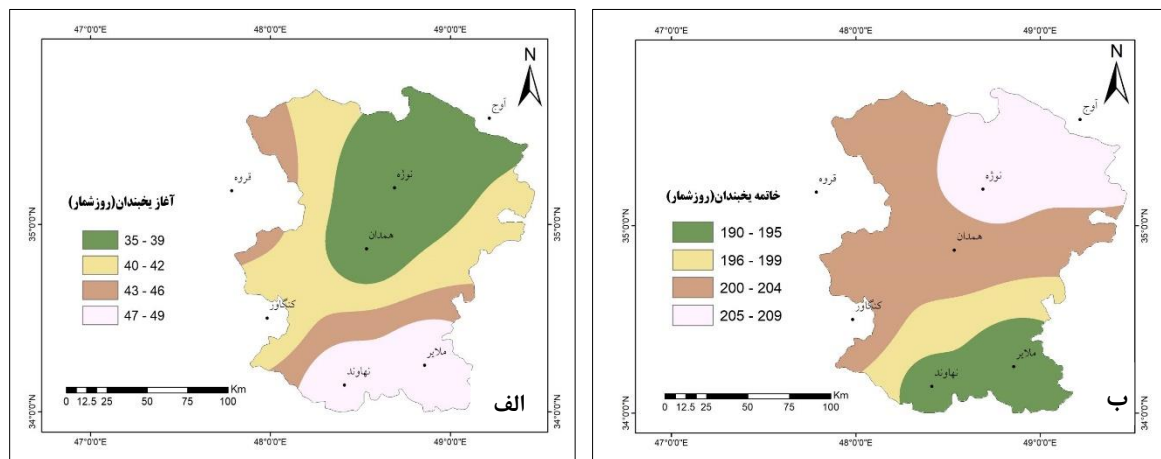 47°0'0"E 48°0'0"E 49°0'0"E
N
آوج
نوژه
قروه
همدان
کنگاور
ملایر
نهاوند
آغاز یخبندان(روزشمار)
35 - 39
40 - 42
43 - 46
47 - 49
35°0'0"N
34°0'0"N
35°0'0"N
34°0'0"N
Km
0 12.5 25 50 75 100
الف
47°0'0"E 48°0'0"E 49°0'0"E
47°0'0"E 48°0'0"E 49°0'0"E
N
آوج
نوژه
قروه
همدان
کنگاور
ملایر
نهاوند
خاتمه یخبندان(روزشمار)
190 - 195
196 - 199
200 - 204
205 - 209
35°0'0"N
34°0'0"N
35°0'0"N
34°0'0"N
Km
0 12.5 25 50 75 100
ب
47°0'0"E 48°0'0"E 49°0'0"E